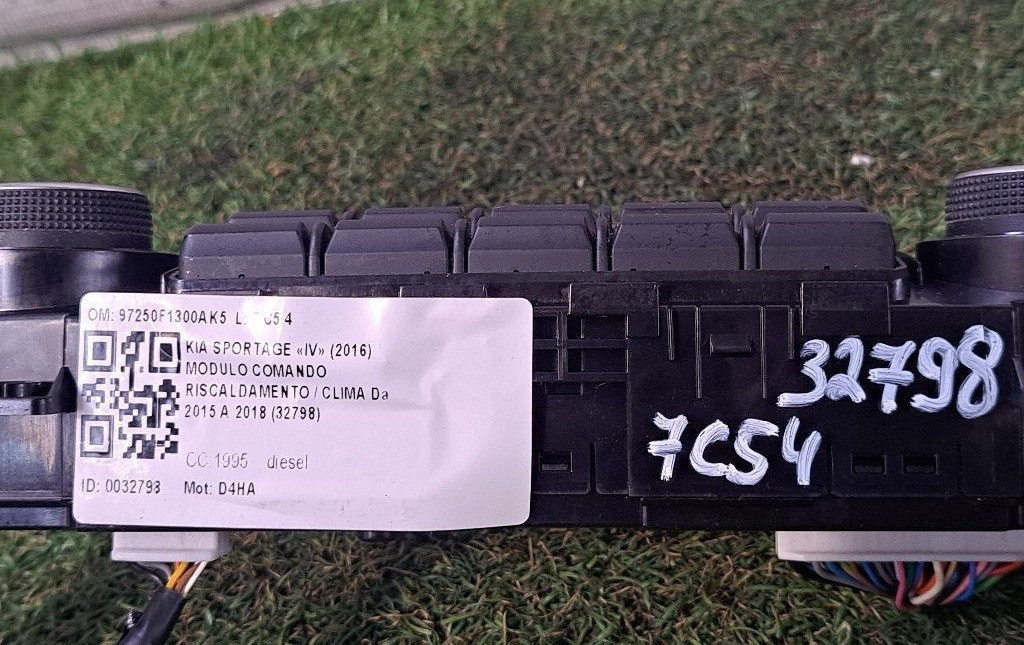 OM: 97250F1300AK5 C54
KIA SPORTAGE «IV» (2016)
MODULO COMANDO
RISCALDAMENTO / CLIMA Da
2015 A 2018 (32798)
CC:1995 diesel
ID: 0032798 Mot: D4HA
32798
7C54